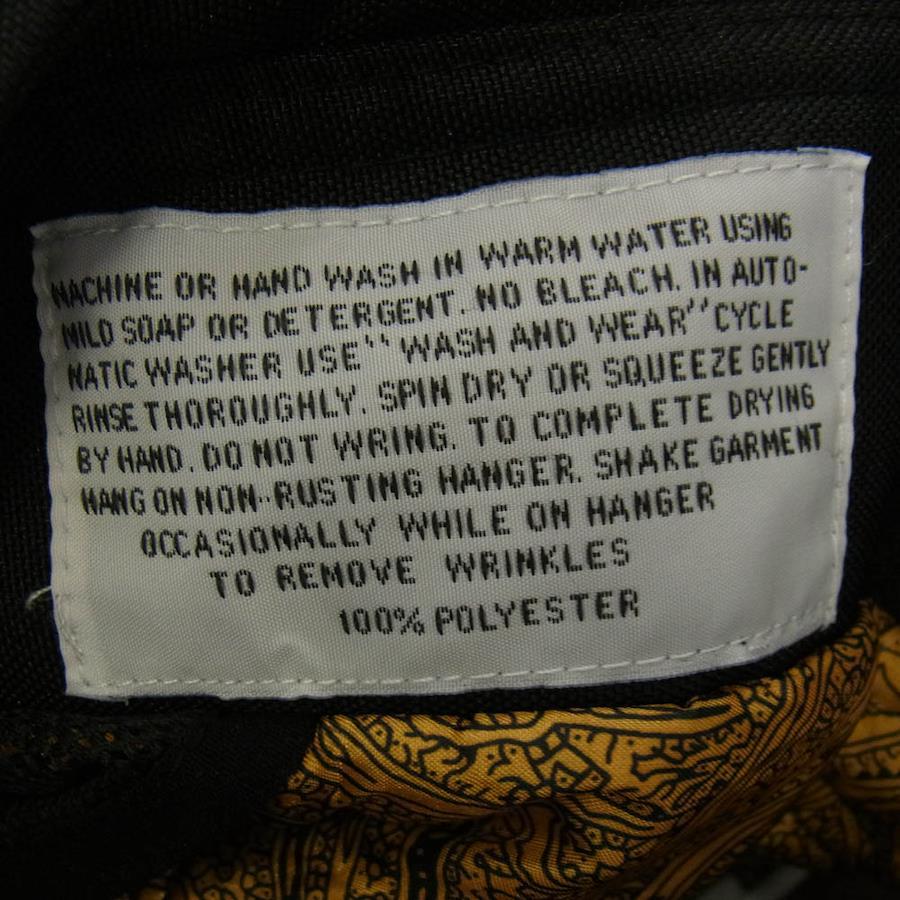 MACHINE OR HAND WASH IN WARM WATER USING
MILD SOAP OR DETERGENT. NO BLEACH. IN AUTO-
MATIC WASHER USE "WASH AND WEAR" CYCLE
RINSE THOROUGHLY. SPIN DRY OR SQUEEZE GENTLY
BY HAND. DO NOT WRING. TO COMPLETE DRYING
HANG ON NON-RUSTING HANGER. SHAKE GARMENT
OCCASIONALLY WHILE ON HANGER
TO REMOVE WRINKLES
100% POLYESTER